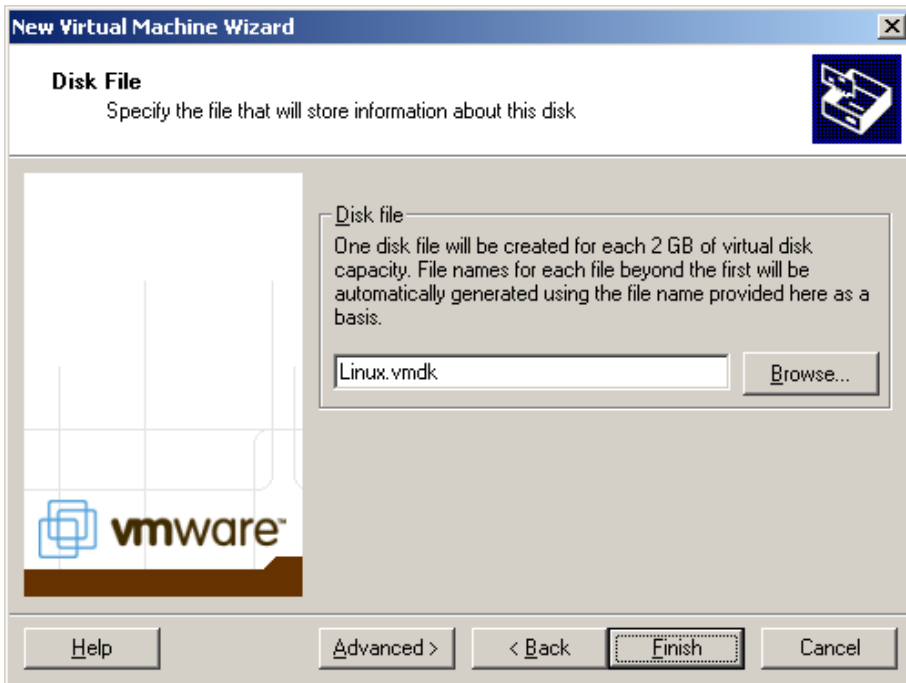 New Virtual Machine Wizard
Disk File
Specify the file that will store information about this disk
Disk file
One disk file will be created for each 2 GB of virtual disk
capacity. File names for each file beyond the first will be
automatically generated using the file name provided here as a
basis.
Linux.vmdk
Browse...
vmware™
Help
Advanced >
< Back
Finish
Cancel